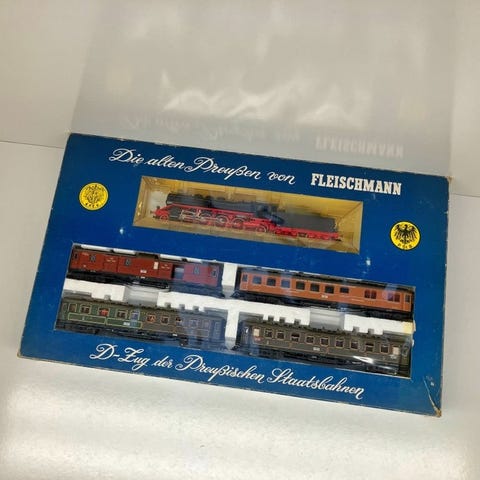 Die alten Preußen von FLEISCHMANN
D-Zug der Preußischen Staatsbahnen